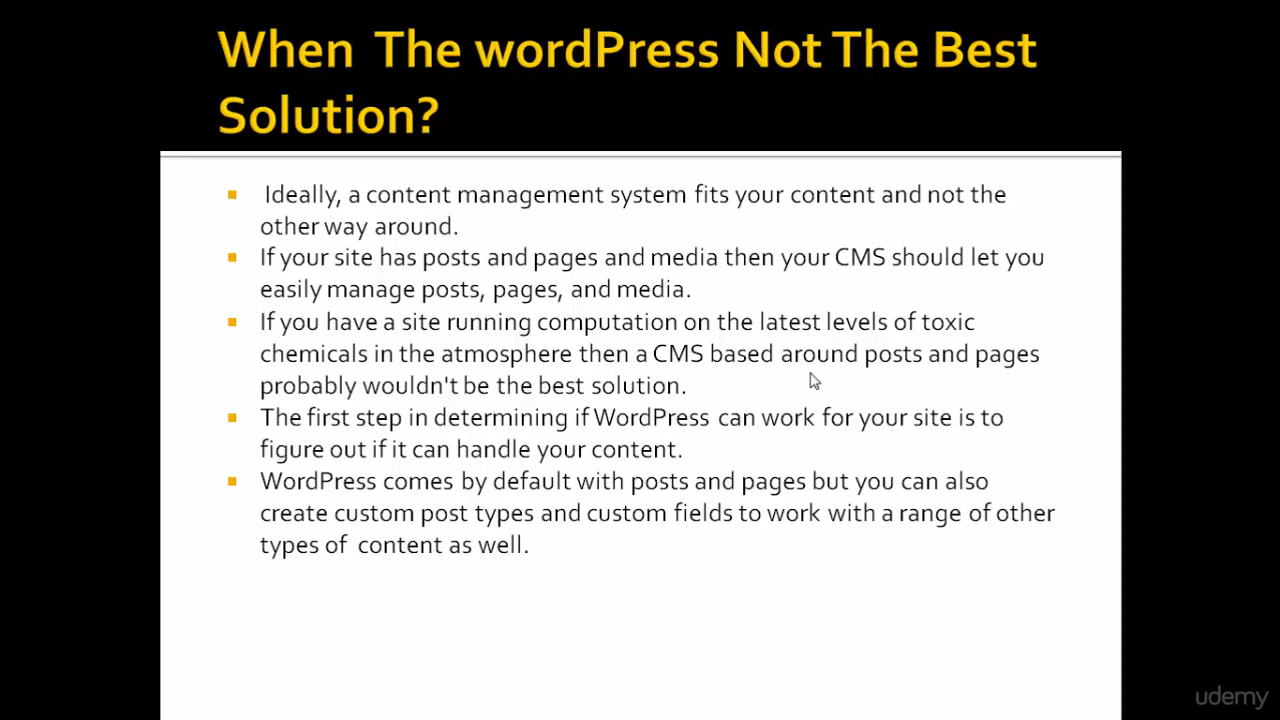 When The wordPress Not The Best
Solution?
Ideally, a content management system fits your content and not the
other way around.
If your site has posts and pages and media then your CMS should let you
easily manage posts, pages, and media.
If you have a site running computation on the latest levels of toxic
chemicals in the atmosphere then a CMS based around posts and pages
probably wouldn't be the best solution.
The first step in determining if WordPress can work for your site is to
figure out if it can handle your content.
WordPress comes by default with posts and pages but you can also
create custom post types and custom fields to work with a range of other
types of content as well.
udemy